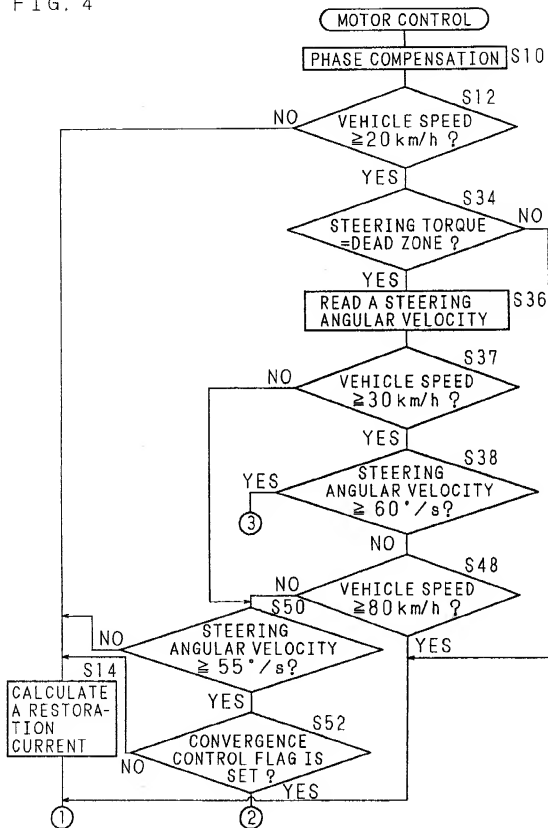 FIG. 4
MOTOR CONTROL
PHASE COMPENSATION
S10
S12
NO
VEHICLE SPEED
≧20km/h ?
YES
S34
NO
STEERING TORQUE
=DEAD ZONE ?
YES
READ A STEERING
ANGULAR VELOCITY
S36
S37
NO
VEHICLE SPEED
≧30km/h ?
YES
S38
YES
STEERING
ANGULAR VELOCITY
≧ 60°/s?
③
NO
S48
NO
VEHICLE SPEED
≧80km/h ?
YES
S50
NO
STEERING
ANGULAR VELOCITY
≧ 55°/s?
S14
YES
CALCULATE
A RESTORA-
TION
CURRENT
S52
NO
CONVERGENCE
CONTROL FLAG IS
SET ?
YES
①
②